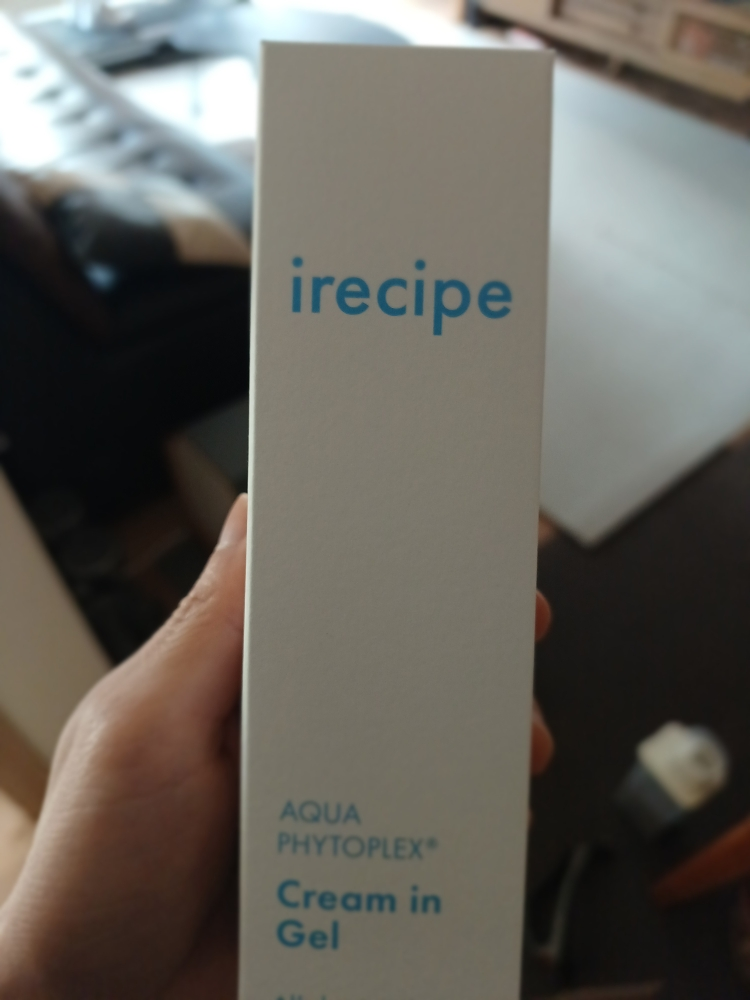 irecipe
AQUA
PHYTOPLEX®
Cream in
Gel